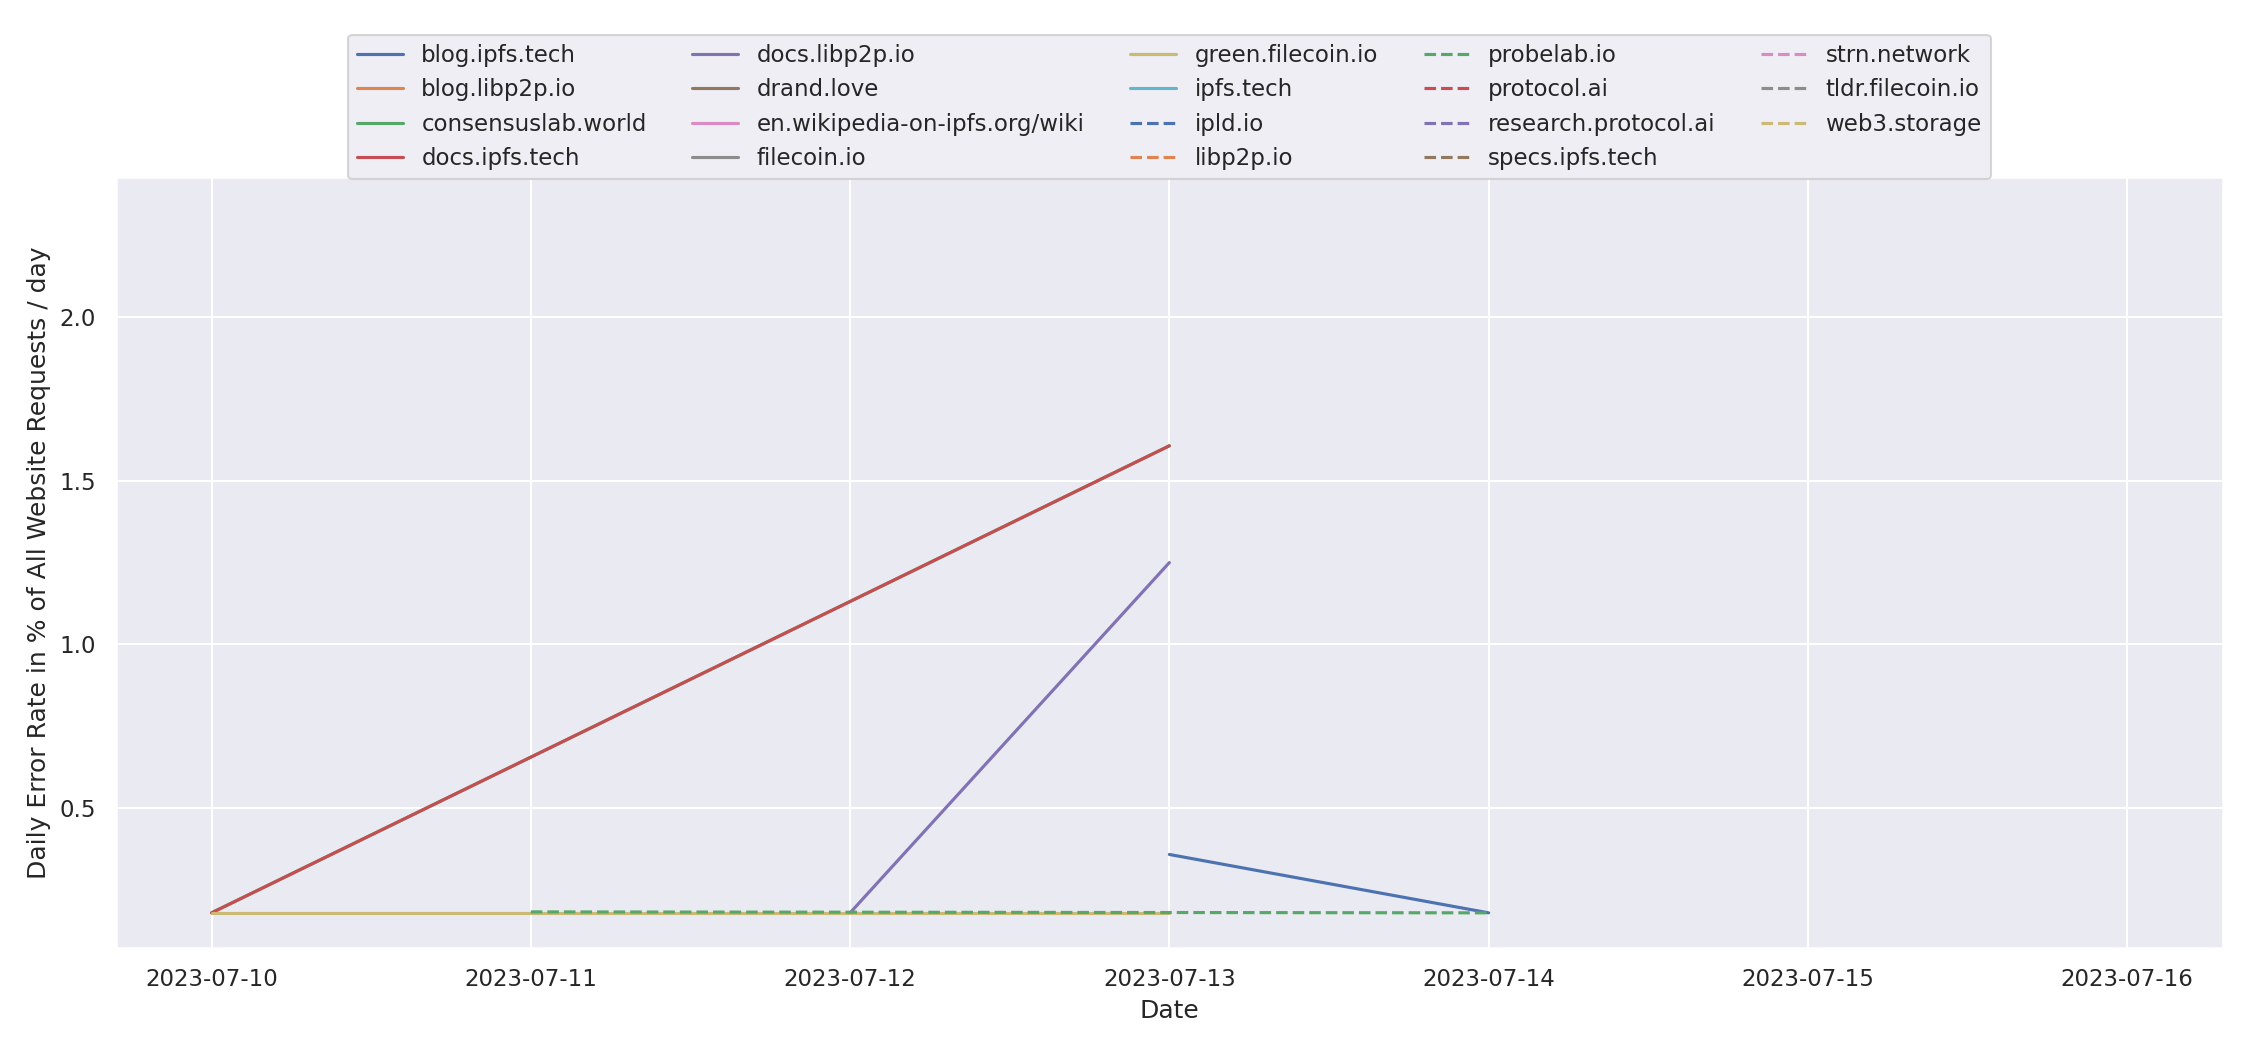 blog.ipfs.tech
blog.libp2p.io
consensuslab.world
docs.ipfs.tech
docs.libp2p.io
drand.love
en.wikipedia-on-ipfs.org/wiki
filecoin.io
green.filecoin.io
ipfs.tech
ipld.io
libp2p.io
probelab.io
protocol.ai
research.protocol.ai
specs.ipfs.tech
strn.network
tldr.filecoin.io
web3.storage
Daily Error Rate in % of All Website Requests / day
2.0
1.5
1.0
0.5
2023-07-10 2023-07-11 2023-07-12 2023-07-13 2023-07-14 2023-07-15 2023-07-16
Date